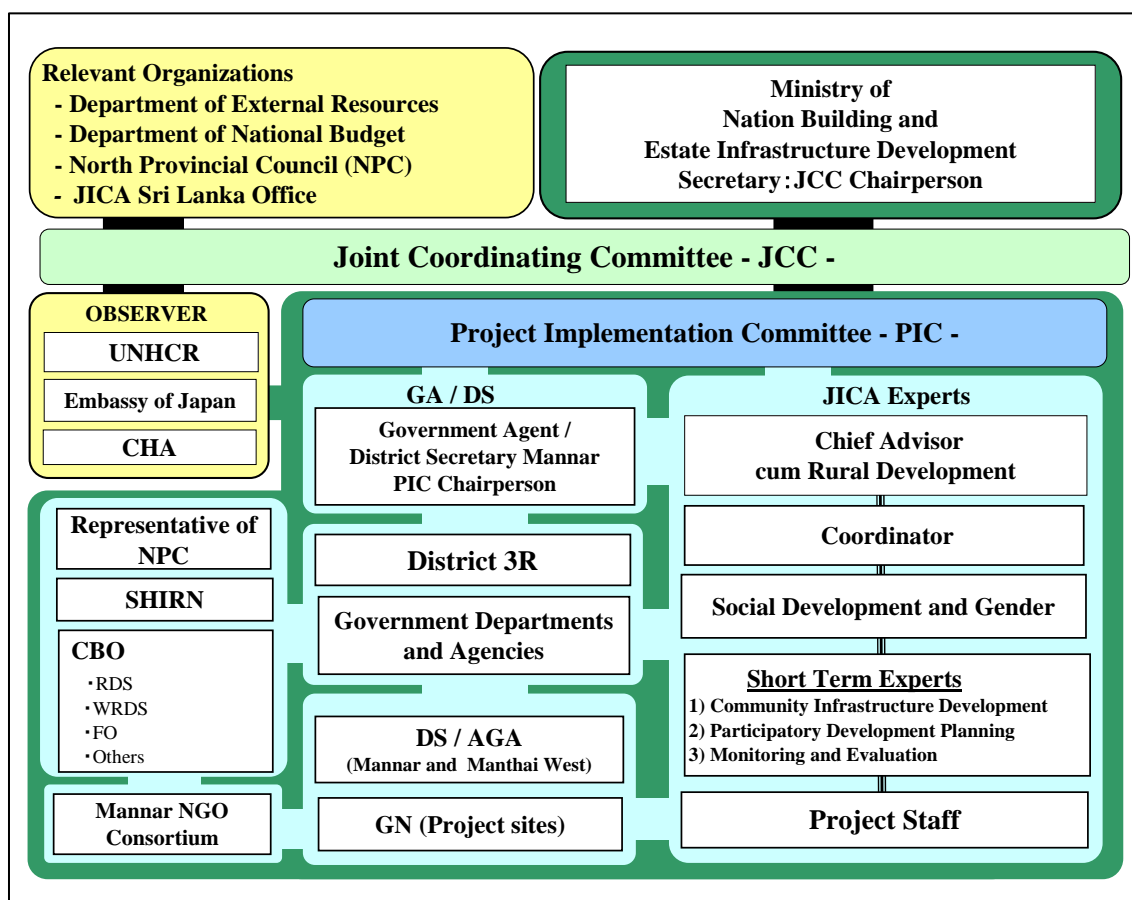 Relevant Organizations
- Department of External Resources
- Department of National Budget
- North Provincial Council (NPC)
- JICA Sri Lanka Office
Ministry of
Nation Building and
Estate Infrastructure Development
Secretary：JCC Chairperson
Joint Coordinating Committee - JCC -
OBSERVER
UNHCR
Embassy of Japan
CHA
Project Implementation Committee - PIC -
GA / DS
Government Agent /
District Secretary Mannar
PIC Chairperson
JICA Experts
Chief Advisor
cum Rural Development
Representative of
NPC
SHIRN
CBO
・RDS
・WRDS
・FO
・Others
Mannar NGO
Consortium
District 3R
Government Departments
and Agencies
DS / AGA
(Mannar and Manthai West)
GN (Project sites)
Coordinator
Social Development and Gender
Short Term Experts
1) Community Infrastructure Development
2) Participatory Development Planning
3) Monitoring and Evaluation
Project Staff